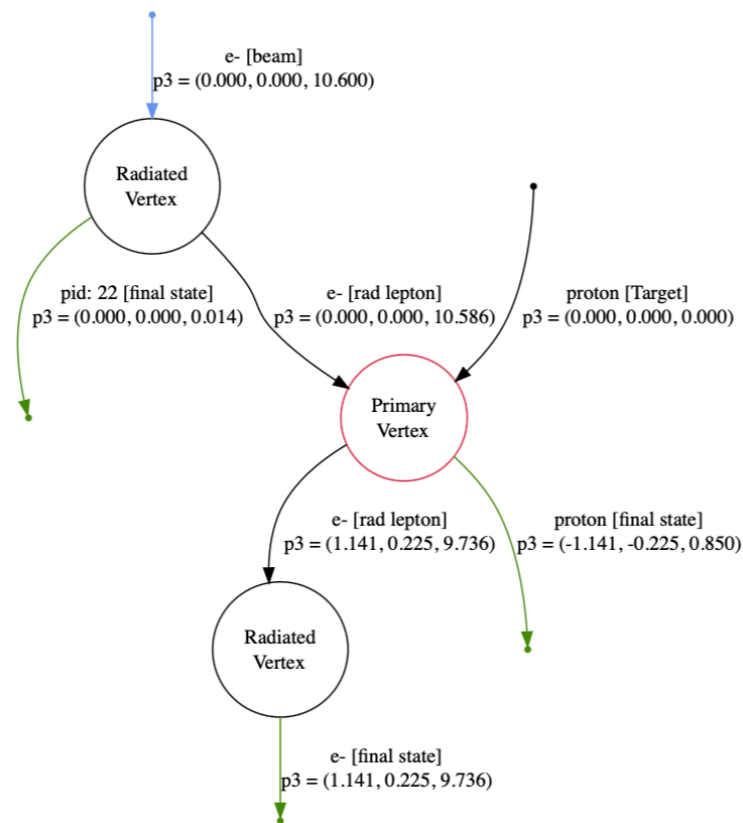 e- [beam]
p3 = (0.000, 0.000, 10.600)
Radiated
Vertex
pid: 22 [final state]
p3 = (0.000, 0.000, 0.014)
e- [rad lepton]
p3 = (0.000, 0.000, 10.586)
proton [Target]
p3 = (0.000, 0.000, 0.000)
Primary
Vertex
e- [rad lepton]
p3 = (1.141, 0.225, 9.736)
proton [final state]
p3 = (-1.141, -0.225, 0.850)
Radiated
Vertex
e- [final state]
p3 = (1.141, 0.225, 9.736)